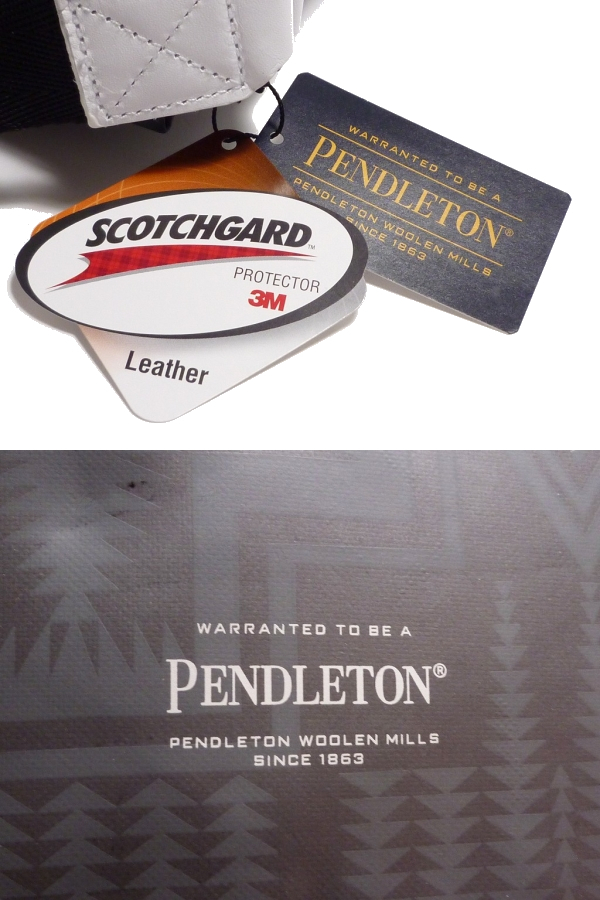 WARRANTED TO BE A
PENDLETON®
PENDLETON WOOLEN MILLS
SINCE 1863
SCOTCHGARD™
PROTECTOR
3M
Leather
WARRANTED TO BE A
PENDLETON®
PENDLETON WOOLEN MILLS
SINCE 1863